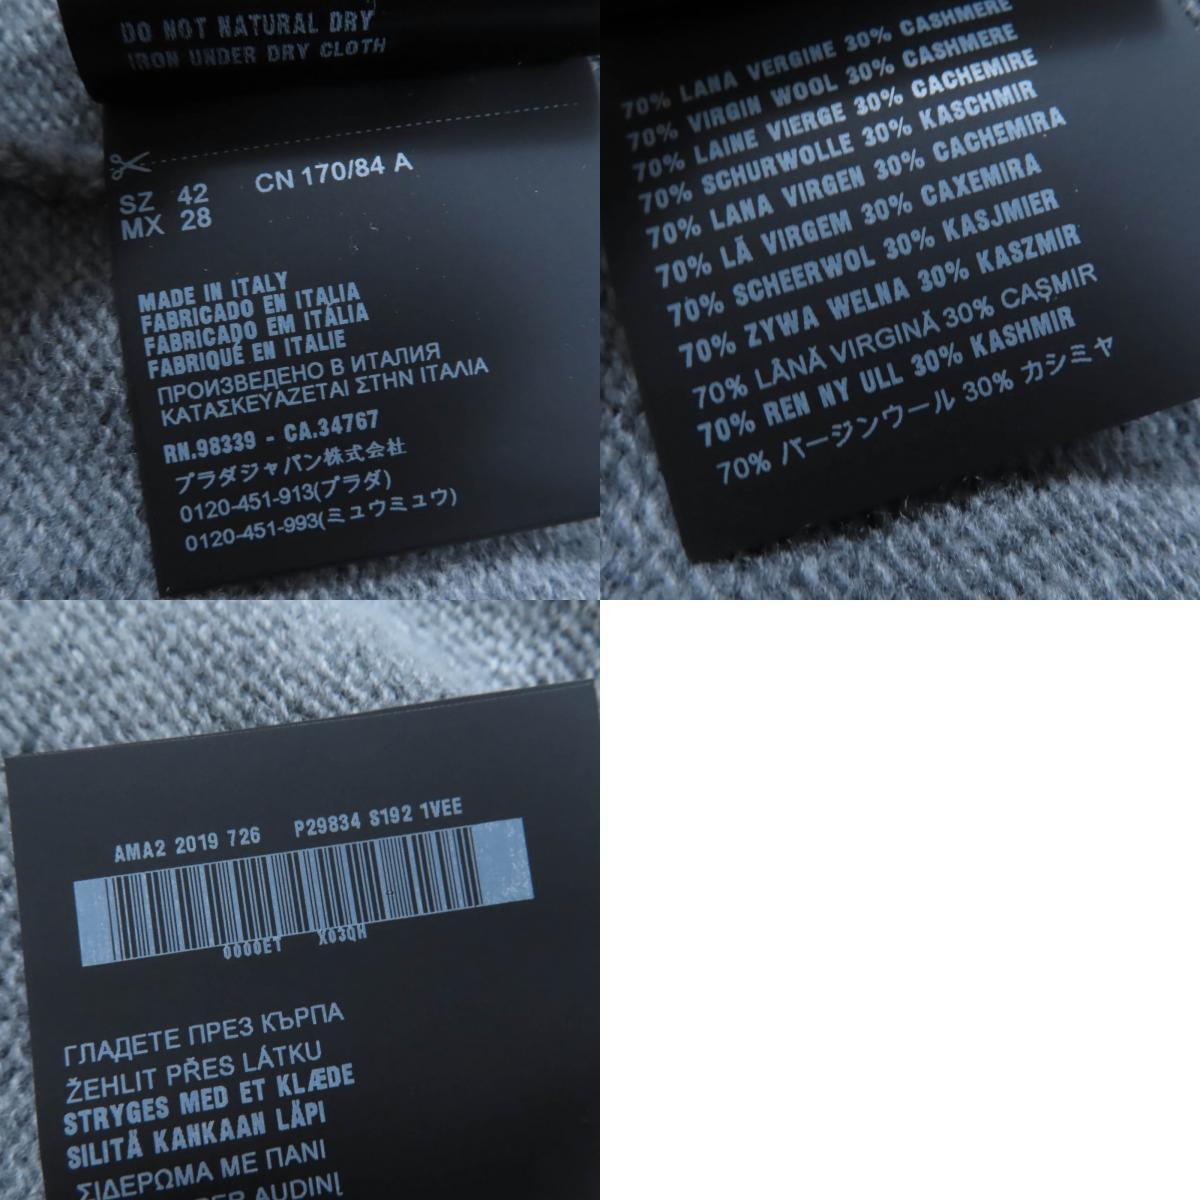 DO NOT NATURAL DRY
IRON UNDER DRY CLOTH
SZ 42 CN 170/84 A
MX 28
MADE IN ITALY
FABRICADO EN ITALIA
FABRICADO EM ITÁLIA
FABRIQUÉ EN ITALIE
ПРОИЗВЕДЕНО В ИТАЛИЯ
ΚΑΤΑΣΚΕΥΑΖΕΤΑΙ ΣΤΗΝ ΙΤΑΛΙΑ
RN.98339 - CA.34767
プラダジャパン株式会社
0120-451-913(プラダ)
0120-451-993(ミュウミュウ)
70% LANA VERGINE 30% CASHMERE
70% VIRGIN WOOL 30% CASHMERE
70% LAINE VIERGE 30% CACHEMIRE
70% SCHURWOLLE 30% KASCHMIR
70% LANA VIRGEN 30% CACHEMIRA
70% LÃ VIRGEM 30% CAXEMIRA
70% SCHEERWOL 30% KASJMIER
70% ZYWA WELNA 30% KASZMIR
70% LÂNĂ VIRGINĂ 30% CAŞMIR
70% REN NY ULL 30% KASHMIR
70% バージンウール 30% カシミヤ
AMA2 2019 726 P29834 S192 1VEE
0000ET X03QH
ГЛАДЕТЕ ПРЕЗ КЪРПА
ŽEHLIT PŘES LÁTKU
STRYGES MED ET KLÆDE
SILITÄ KANKAAN LÄPI
ΣΙΔΕΡΩΜΑ ΜΕ ΠΑΝΙ
AUDINĮ